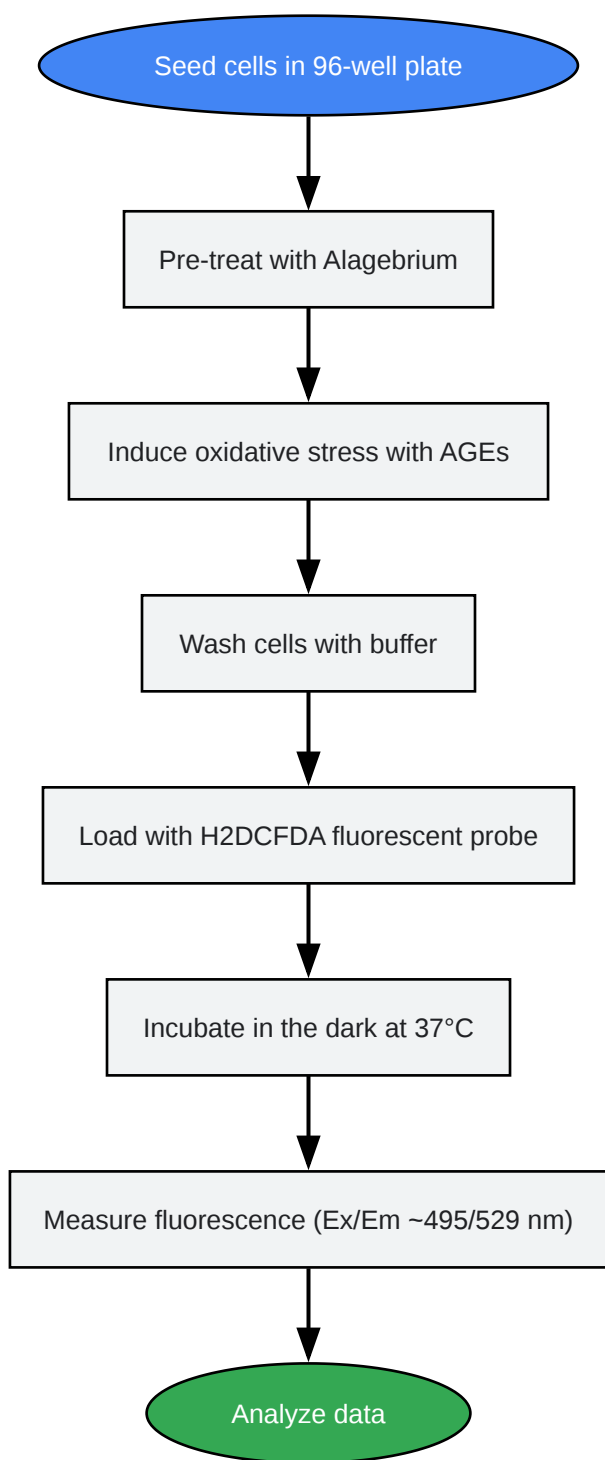 Seed cells in 96-well plate
Pre-treat with Alagebrium
Induce oxidative stress with AGEs
Wash cells with buffer
Load with H2DCFDA fluorescent probe
Incubate in the dark at 37°C
Measure fluorescence (Ex/Em ~495/529 nm)
Analyze data